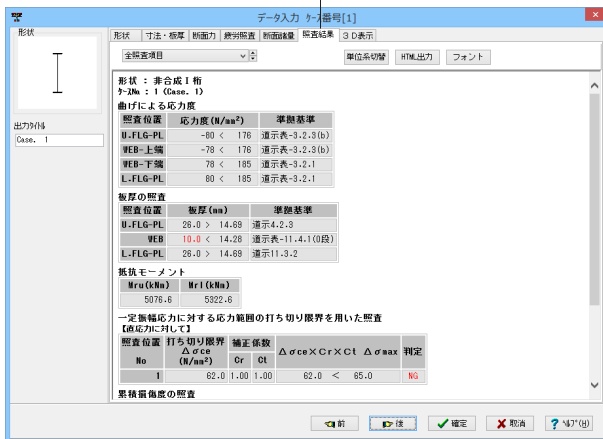 データ入力 ケース番号[1]
形状
出力ﾀｲﾄﾙ
Case. 1
形状 寸法・板厚 断面力 疲労照査 断面諸量 照査結果 3D表示
全照査項目
単位系切替 HTML出力 フォント
形状 : 非合成I桁
ｹｰｽNo : 1 (Case. 1)
曲げによる応力度
照査位置 応力度(N/mm²) 準拠基準
U.FLG-PL -80 < 176 道示表-3.2.3(b)
WEB-上端 -78 < 176 道示表-3.2.3(b)
WEB-下端 78 < 185 道示表-3.2.1
L.FLG-PL 80 < 185 道示表-3.2.1
板厚の照査
照査位置 板厚(mm) 準拠基準
U.FLG-PL 26.0 > 14.69 道示4.2.3
WEB 10.0 < 14.28 道示表-11.4.1(0段)
L.FLG-PL 26.0 > 14.69 道示11.3.2
抵抗モーメント
Mru(kNm) Mrl(kNm)
5076.6 5322.6
一定振幅応力に対する応力範囲の打ち切り限界を用いた照査
【直応力に対して】
照査位置 打ち切り限界 補正係数 Δσce×Cr×Ct Δσmax 判定
No Δσce (N/mm²) Cr Ct
1 62.0 1.00 1.00 62.0 < 65.0 NG
累積損傷度の照査
前 後 確定 取消 ヘルプ(H)